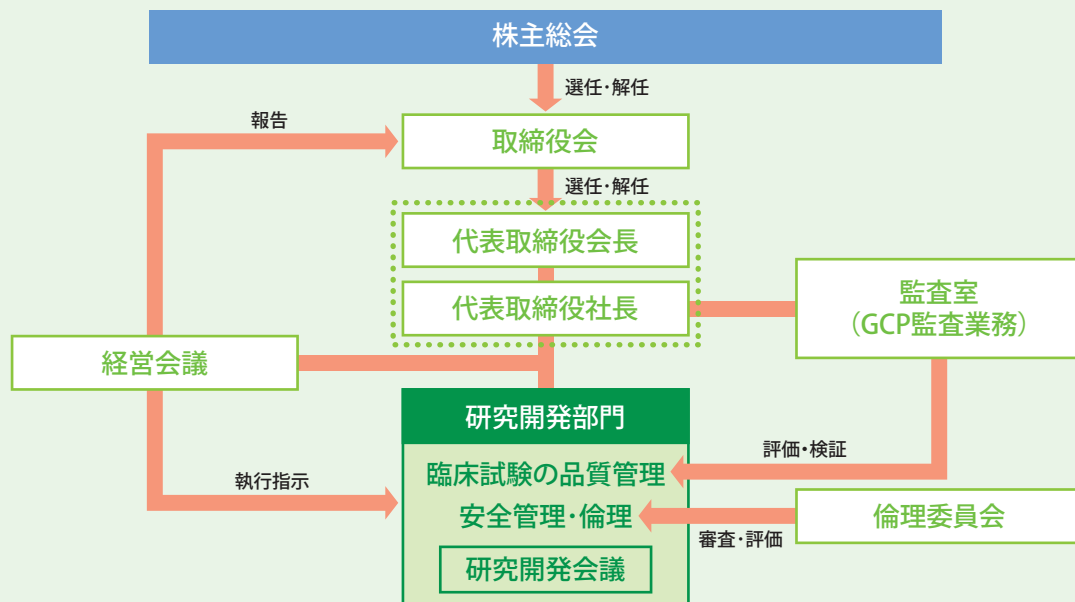 株主総会
選任・解任
報告
取締役会
選任・解任
代表取締役会長
代表取締役社長
監査室
（GCP監査業務）
経営会議
研究開発部門
評価・検証
臨床試験の品質管理
執行指示
安全管理・倫理
倫理委員会
審査・評価
研究開発会議